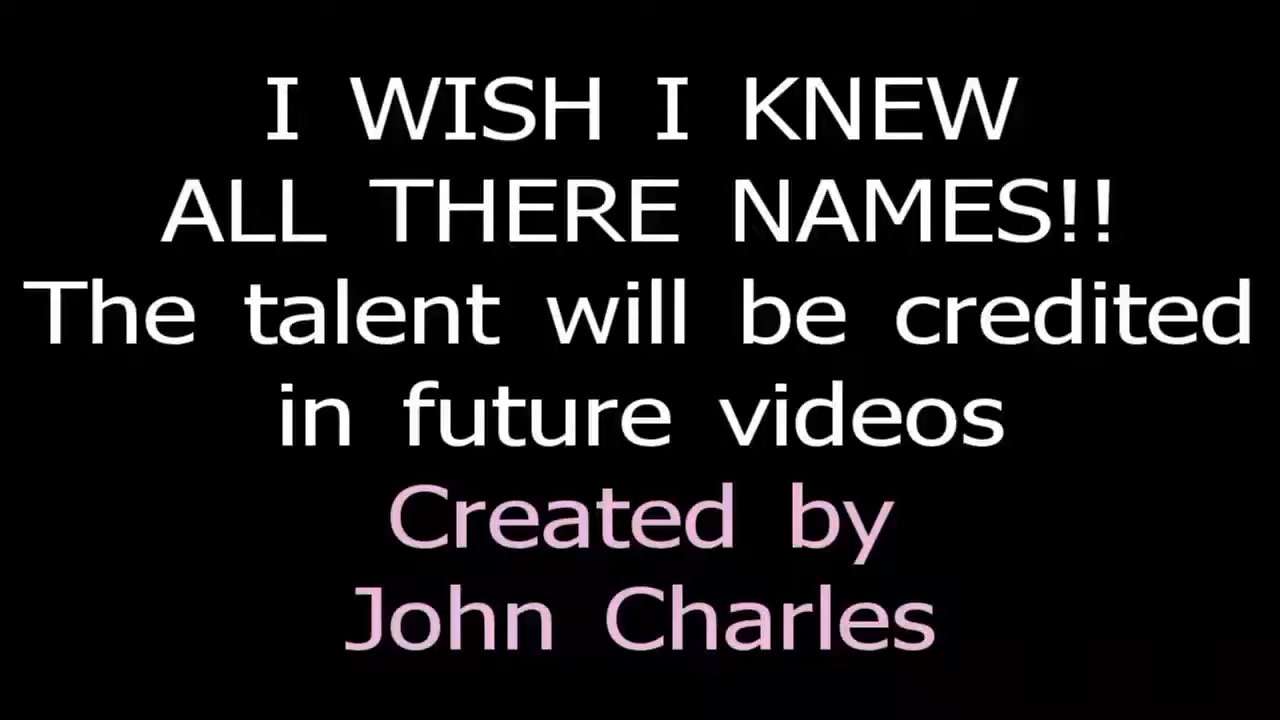 I WISH I KNEW
ALL THERE NAMES!!
The talent will be credited
in future videos
Created by
John Charles